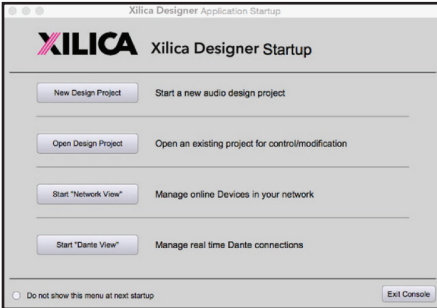 Xilica Designer Application Startup
XILICA Xilica Designer Startup
New Design Project Start a new audio design project
Open Design Project Open an existing project for control/modification
Start "Network View" Manage online Devices in your network
Start "Dante View" Manage real time Dante connections
Do not show this menu at next startup Exit Console